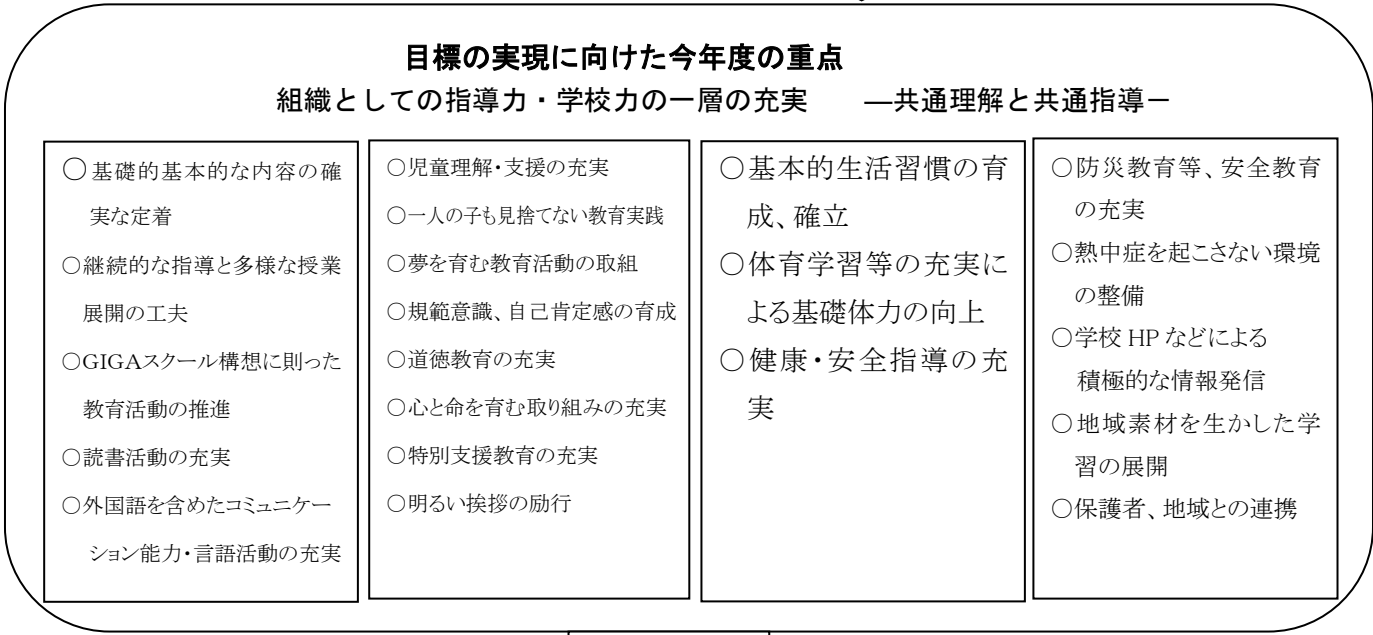 目標の実現に向けた今年度の重点
組織としての指導力・学校力の一層の充実　　―共通理解と共通指導－
○基礎的基本的な内容の確
実な定着
○継続的な指導と多様な授業
展開の工夫
○GIGAスクール構想に則った
教育活動の推進
○読書活動の充実
○外国語を含めたコミュニケー
ション能力・言語活動の充実
○児童理解・支援の充実
○一人の子も見捨てない教育実践
○夢を育む教育活動の取組
○規範意識、自己肯定感の育成
○道徳教育の充実
○心と命を育む取り組みの充実
○特別支援教育の充実
○明るい挨拶の励行
○基本的生活習慣の育
成、確立
○体育学習等の充実に
よる基礎体力の向上
○健康・安全指導の充
実
○防災教育等、安全教育
の充実
○熱中症を起こさない環境
の整備
○学校 HP などによる
積極的な情報発信
○地域素材を生かした学
習の展開
○保護者、地域との連携